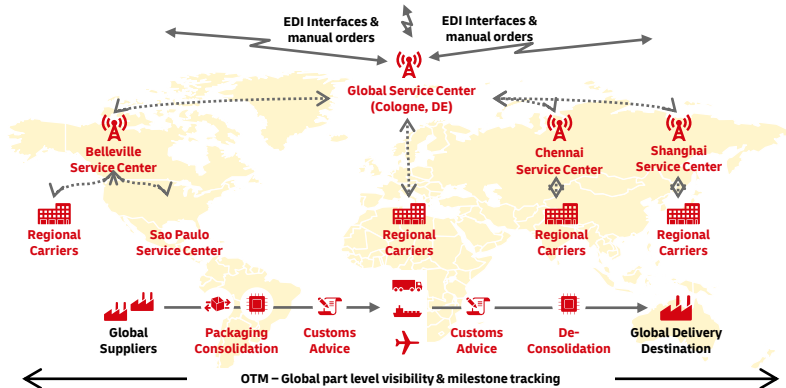 EDI Interfaces &
manual orders
EDI Interfaces &
manual orders
Global Service Center
(Cologne, DE)
Belleville
Service Center
Chennai
Service Center
Shanghai
Service Center
Regional
Carriers
Sao Paulo
Service Center
Regional
Carriers
Regional
Carriers
Regional
Carriers
Global
Suppliers
Packaging
Consolidation
Customs
Advice
Customs
Advice
De-
Consolidation
Global Delivery
Destination
OTM – Global part level visibility & milestone tracking